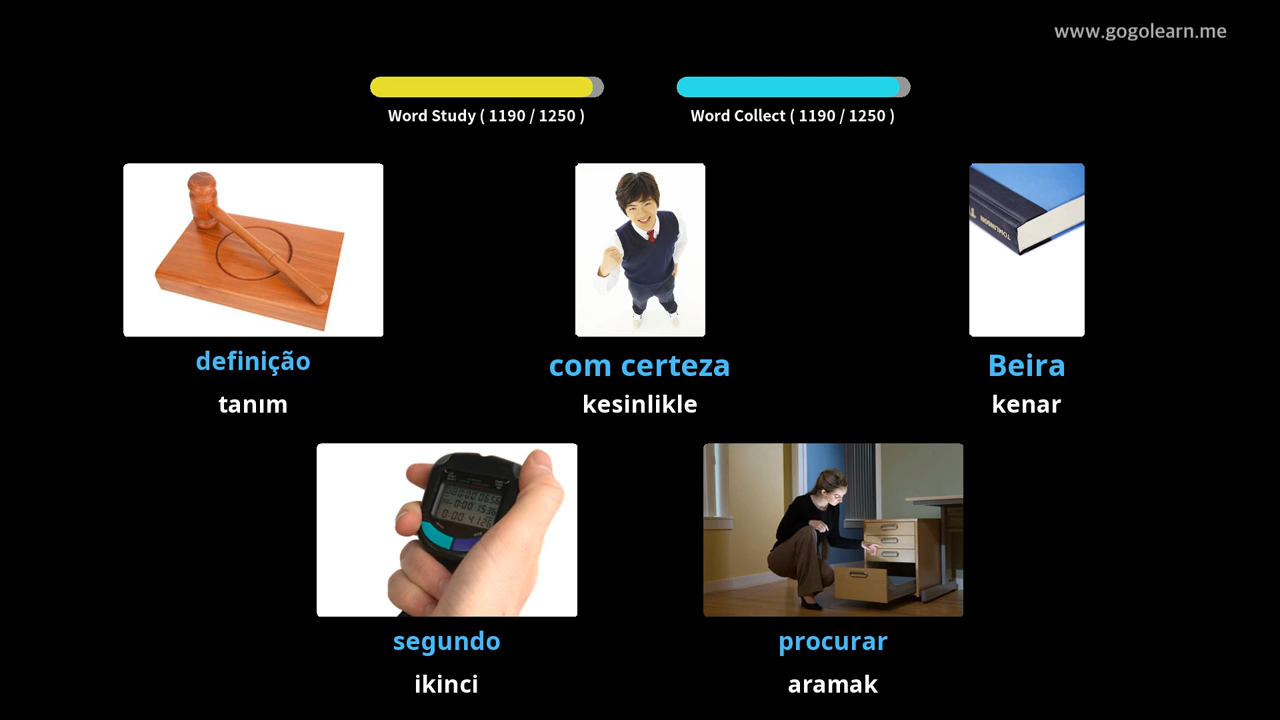 www.gogolearn.me
Word Study ( 1190 / 1250 )
Word Collect ( 1190 / 1250 )
TOMLINSON
definição
com certeza
Beira
tanım
kesinlikle
kenar
segundo
procurar
ikinci
aramak